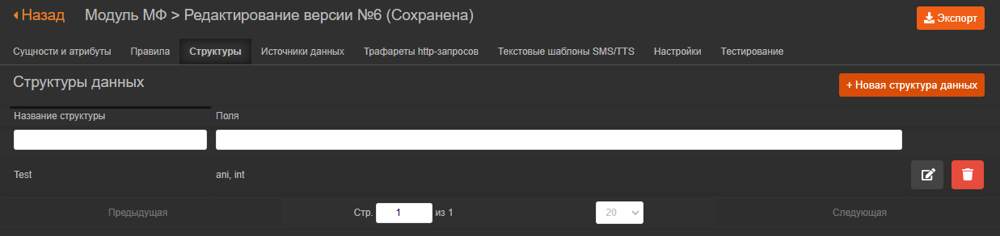 Назад Модуль МФ > Редактирование версии №6 (Сохранена)
Экспорт
Сущности и атрибуты Правила Структуры Источники данных Трафареты http-запросов Текстовые шаблоны SMS/TTS Настройки Тестирование
Структуры данных
+ Новая структура данных
Название структуры Поля
Test ani, int
Предыдущая Стр. 1 из 1 20 Следующая